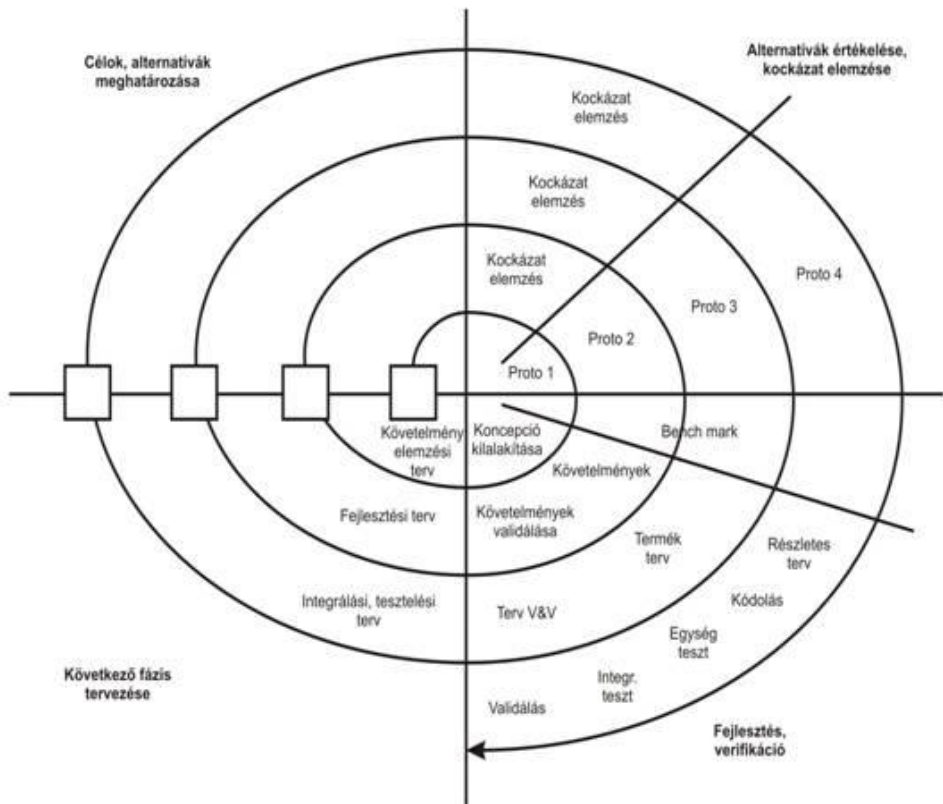 Célok, alternatívák
meghatározása
Alternatívák értékelése,
kockázat elemzése
Kockázat
elemzés
Kockázat
elemzés
Kockázat
elemzés
Proto 4
Proto 3
Proto 2
Proto 1
Követelmény
elemzési
terv
Koncepció
kilalakítása
Bench mark
Követelmények
Fejlesztési terv
Követelmények
validálása
Termék
terv
Részletes
terv
Integrálási, tesztelési
terv
Terv V&V
Kódolás
Egység
teszt
Integr.
teszt
Validálás
Következő fázis
tervezése
Fejlesztés,
verifikáció